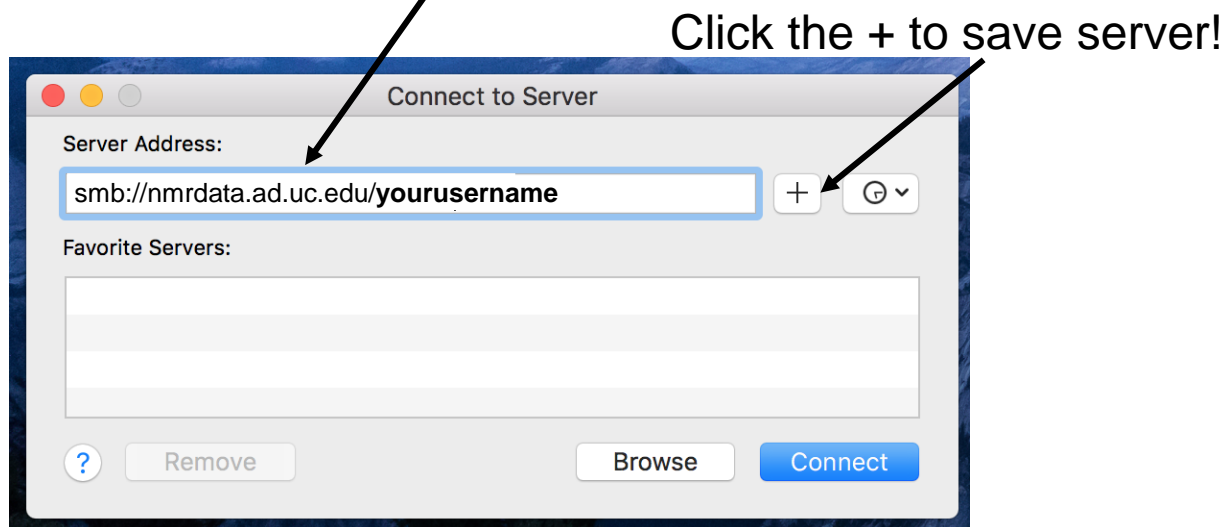 Click the + to save server!
Connect to Server
Server Address:
smb://nmrdata.ad.uc.edu/yourusername
+
Favorite Servers:
?
Remove
Browse
Connect